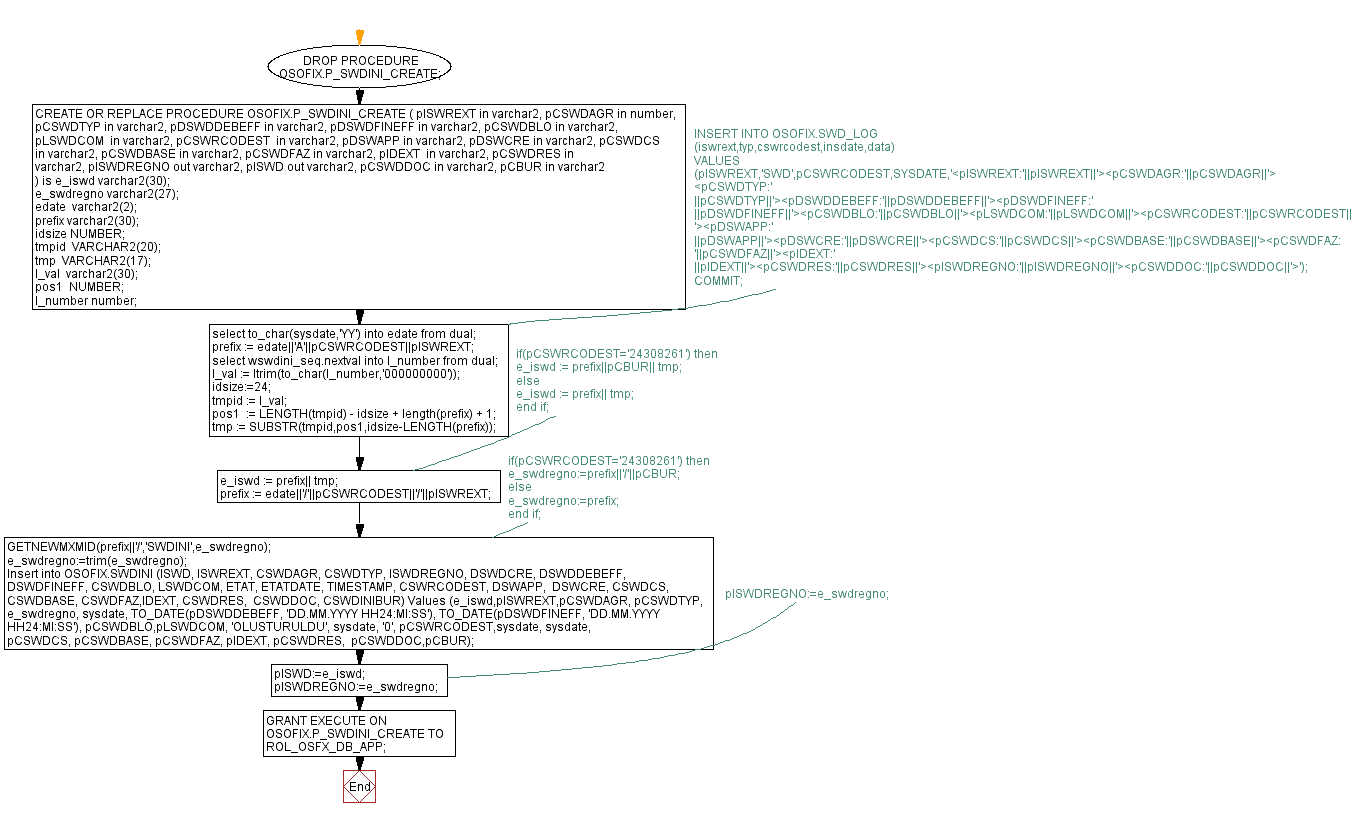 DROP PROCEDURE
OSOFIX.P_SWDINI_CREATE;
CREATE OR REPLACE PROCEDURE OSOFIX.P_SWDINI_CREATE ( pISWREXT in varchar2, pCSWDAGR in number,
pCSWDTYP in varchar2, pDSWDDEBEFF in varchar2, pDSWDFINEFF in varchar2, pCSWDBLO in varchar2,
pLSWDCOM  in varchar2, pCSWRCODEST  in varchar2, pDSWAPP in varchar2, pDSWCRE in varchar2, pCSWDCS
in varchar2, pCSWDBASE in varchar2, pCSWDFAZ in varchar2, pIDEXT  in varchar2, pCSWDRES in
varchar2, pISWDREGNO out varchar2, pISWD out varchar2, pCSWDDOC in varchar2, pCBUR in varchar2
) is e_iswd varchar2(30);
e_swdregno varchar2(27);
edate  varchar2(2);
prefix varchar2(30);
idsize NUMBER;
tmpid  VARCHAR2(20);
tmp  VARCHAR2(17);
l_val  varchar2(30);
pos1  NUMBER;
l_number number;
INSERT INTO OSOFIX.SWD_LOG
(iswrext,typ,cswrcodest,insdate,data)
VALUES
(pISWREXT,'SWD',pCSWRCODEST,SYSDATE,'<pISWREXT:'||pISWREXT||'><pCSWDAGR:'||pCSWDAGR||'>
<pCSWDTYP:'
||pCSWDTYP||'><pDSWDDEBEFF:'||pDSWDDEBEFF||'><pDSWDFINEFF:'
||pDSWDFINEFF||'><pCSWDBLO:'||pCSWDBLO||'><pLSWDCOM:'||pLSWDCOM||'><pCSWRCODEST:'||pCSWRCODEST||
'><pDSWAPP:'
||pDSWAPP||'><pDSWCRE:'||pDSWCRE||'><pCSWDCS:'||pCSWDCS||'><pCSWDBASE:'||pCSWDBASE||'><pCSWDFAZ:
'||pCSWDFAZ||'><pIDEXT:'
||pIDEXT||'><pCSWDRES:'||pCSWDRES||'><pISWDREGNO:'||pISWDREGNO||'><pCSWDDOC:'||pCSWDDOC||'>');
COMMIT;
select to_char(sysdate,'YY') into edate from dual;
prefix := edate||'A'||pCSWRCODEST||pISWREXT;
select wswdini_seq.nextval into l_number from dual;
l_val := ltrim(to_char(l_number,'000000000'));
idsize:=24;
tmpid := l_val;
pos1  := LENGTH(tmpid) - idsize + length(prefix) + 1;
tmp := SUBSTR(tmpid,pos1,idsize-LENGTH(prefix));
if(pCSWRCODEST='24308261') then
e_iswd := prefix||pCBUR|| tmp;
else
e_iswd := prefix|| tmp;
end if;
e_iswd := prefix|| tmp;
prefix := edate||'/'||pCSWRCODEST||'/'||pISWREXT;
if(pCSWRCODEST='24308261') then
e_swdregno:=prefix||'/'||pCBUR;
else
e_swdregno:=prefix;
end if;
GETNEWMXMID(prefix||'/','SWDINI',e_swdregno);
e_swdregno:=trim(e_swdregno);
Insert into OSOFIX.SWDINI (ISWD, ISWREXT, CSWDAGR, CSWDTYP, ISWDREGNO, DSWDCRE, DSWDDEBEFF,
DSWDFINEFF, CSWDBLO, LSWDCOM, ETAT, ETATDATE, TIMESTAMP, CSWRCODEST, DSWAPP,  DSWCRE, CSWDCS,
CSWDBASE, CSWDFAZ,IDEXT, CSWDRES,  CSWDDOC, CSWDINIBUR) Values (e_iswd,pISWREXT,pCSWDAGR, pCSWDTYP,
e_swdregno, sysdate, TO_DATE(pDSWDDEBEFF, 'DD.MM.YYYY HH24:MI:SS'), TO_DATE(pDSWDFINEFF, 'DD.MM.YYYY
HH24:MI:SS'), pCSWDBLO,pLSWDCOM, 'OLUSTURULDU', sysdate, '0', pCSWRCODEST,sysdate, sysdate,
pCSWDCS, pCSWDBASE, pCSWDFAZ, pIDEXT, pCSWDRES,  pCSWDDOC,pCBUR);
pISWDREGNO:=e_swdregno;
pISWD:=e_iswd;
pISWDREGNO:=e_swdregno;
GRANT EXECUTE ON
OSOFIX.P_SWDINI_CREATE TO
ROL_OSFX_DB_APP;
End